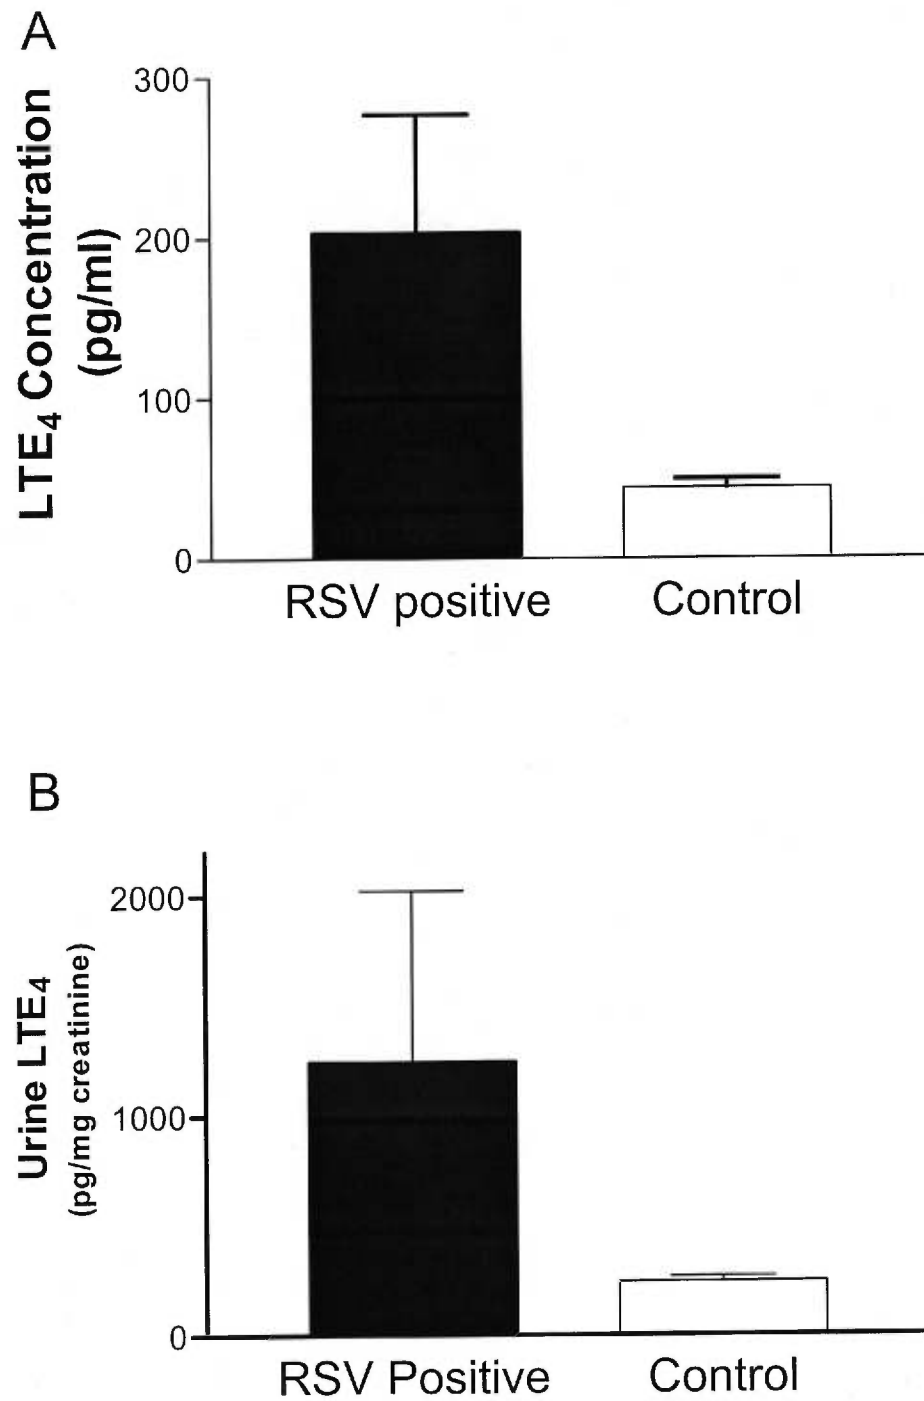 A
LTE4 Concentration
(pg/ml)
300
200
100
0
RSV positive
Control
B
Urine LTE4
(pg/mg creatinine)
2000
1000
0
RSV Positive
Control